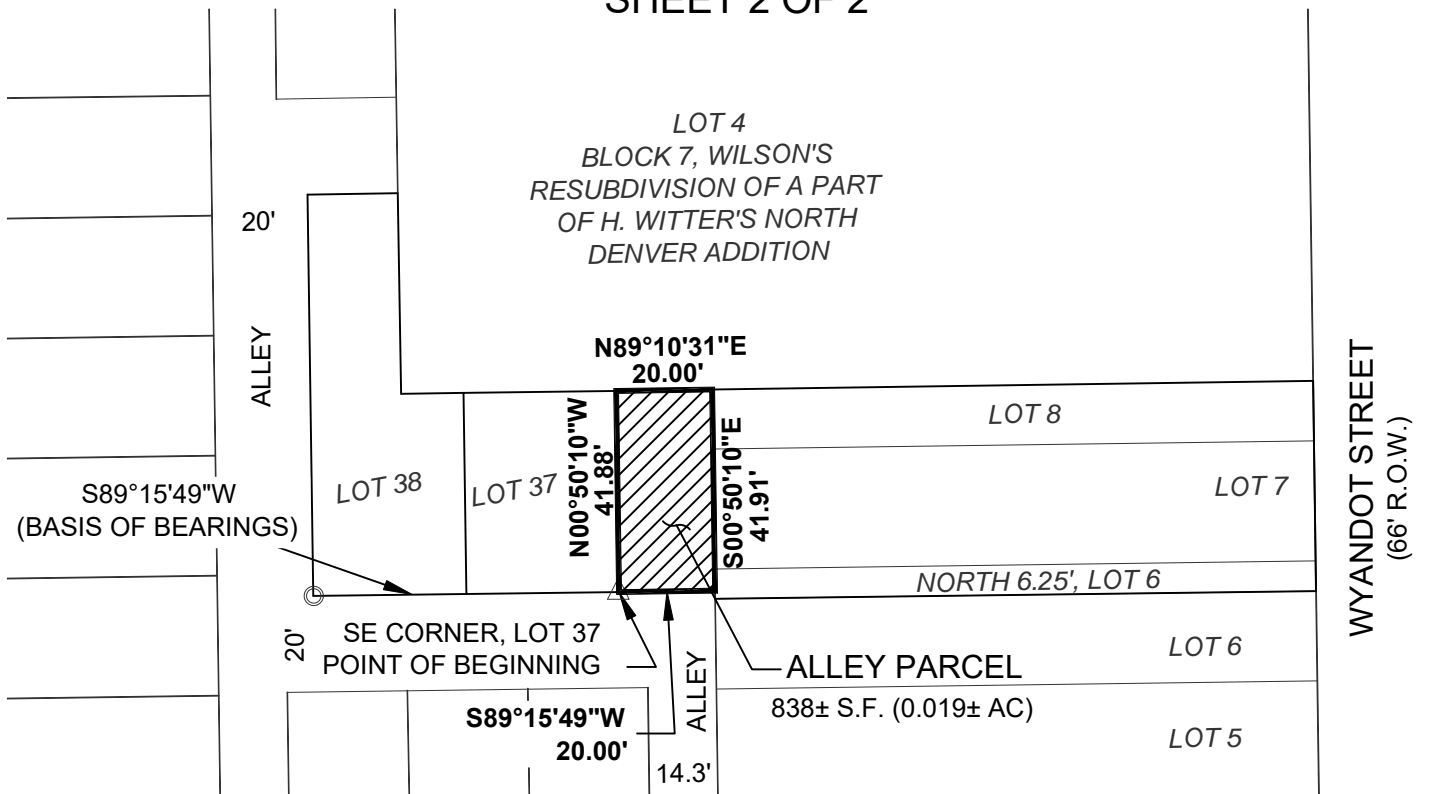 SHEET 2 OF 2
LOT 4
BLOCK 7, WILSON'S
RESUBDIVISION OF A PART
OF H. WITTER'S NORTH
DENVER ADDITION
20'
ALLEY
N89°10'31"E
20.00'
N00°50'10"W
41.88'
S00°50'10"E
41.91'
LOT 8
LOT 7
LOT 38
LOT 37
S89°15'49"W
(BASIS OF BEARINGS)
NORTH 6.25', LOT 6
WYANDOT STREET
(66' R.O.W.)
20'
SE CORNER, LOT 37
POINT OF BEGINNING
ALLEY
ALLEY PARCEL
838± S.F. (0.019± AC)
LOT 6
S89°15'49"W
20.00'
14.3'
LOT 5